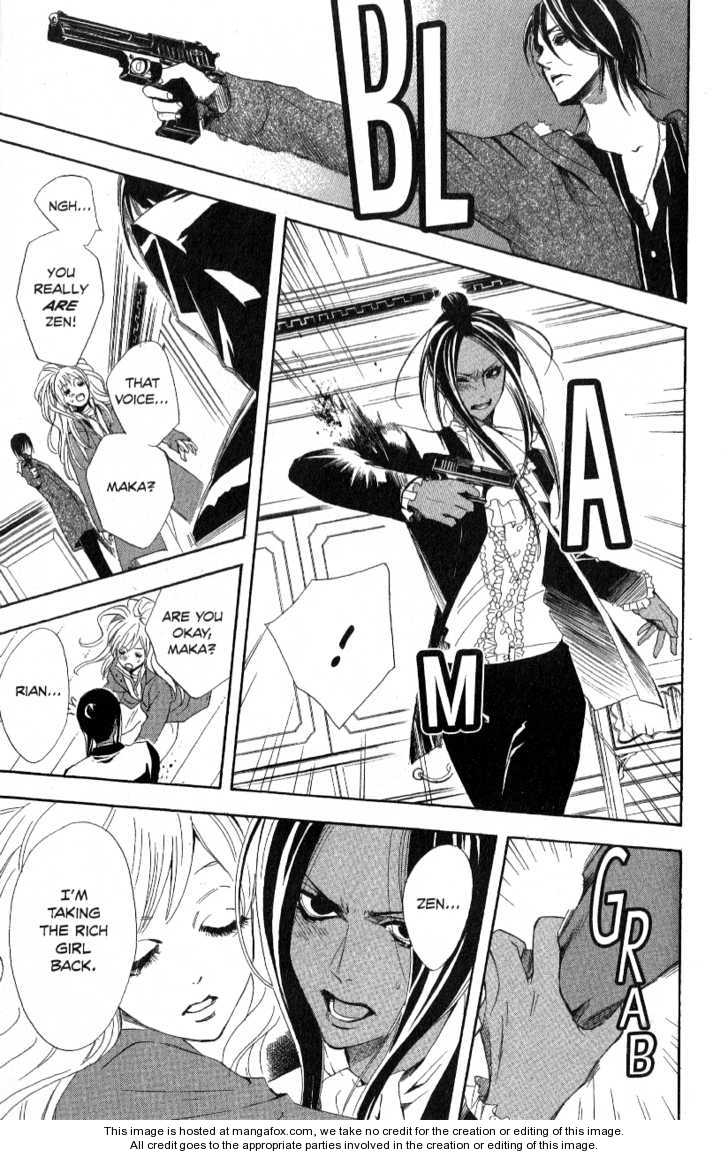 BL
A
M
!
NGH...
YOU
REALLY
ARE
ZEN!
THAT
VOICE...
MAKA?
ARE YOU
OKAY,
MAKA?
RIAN...
GRAB
ZEN...
I'M
TAKING
THE RICH
GIRL
BACK.
This image is hosted at mangafox.com, we take no credit for the creation or editing of this image.
All credit goes to the appropriate parties involved in the creation or editing of this image.